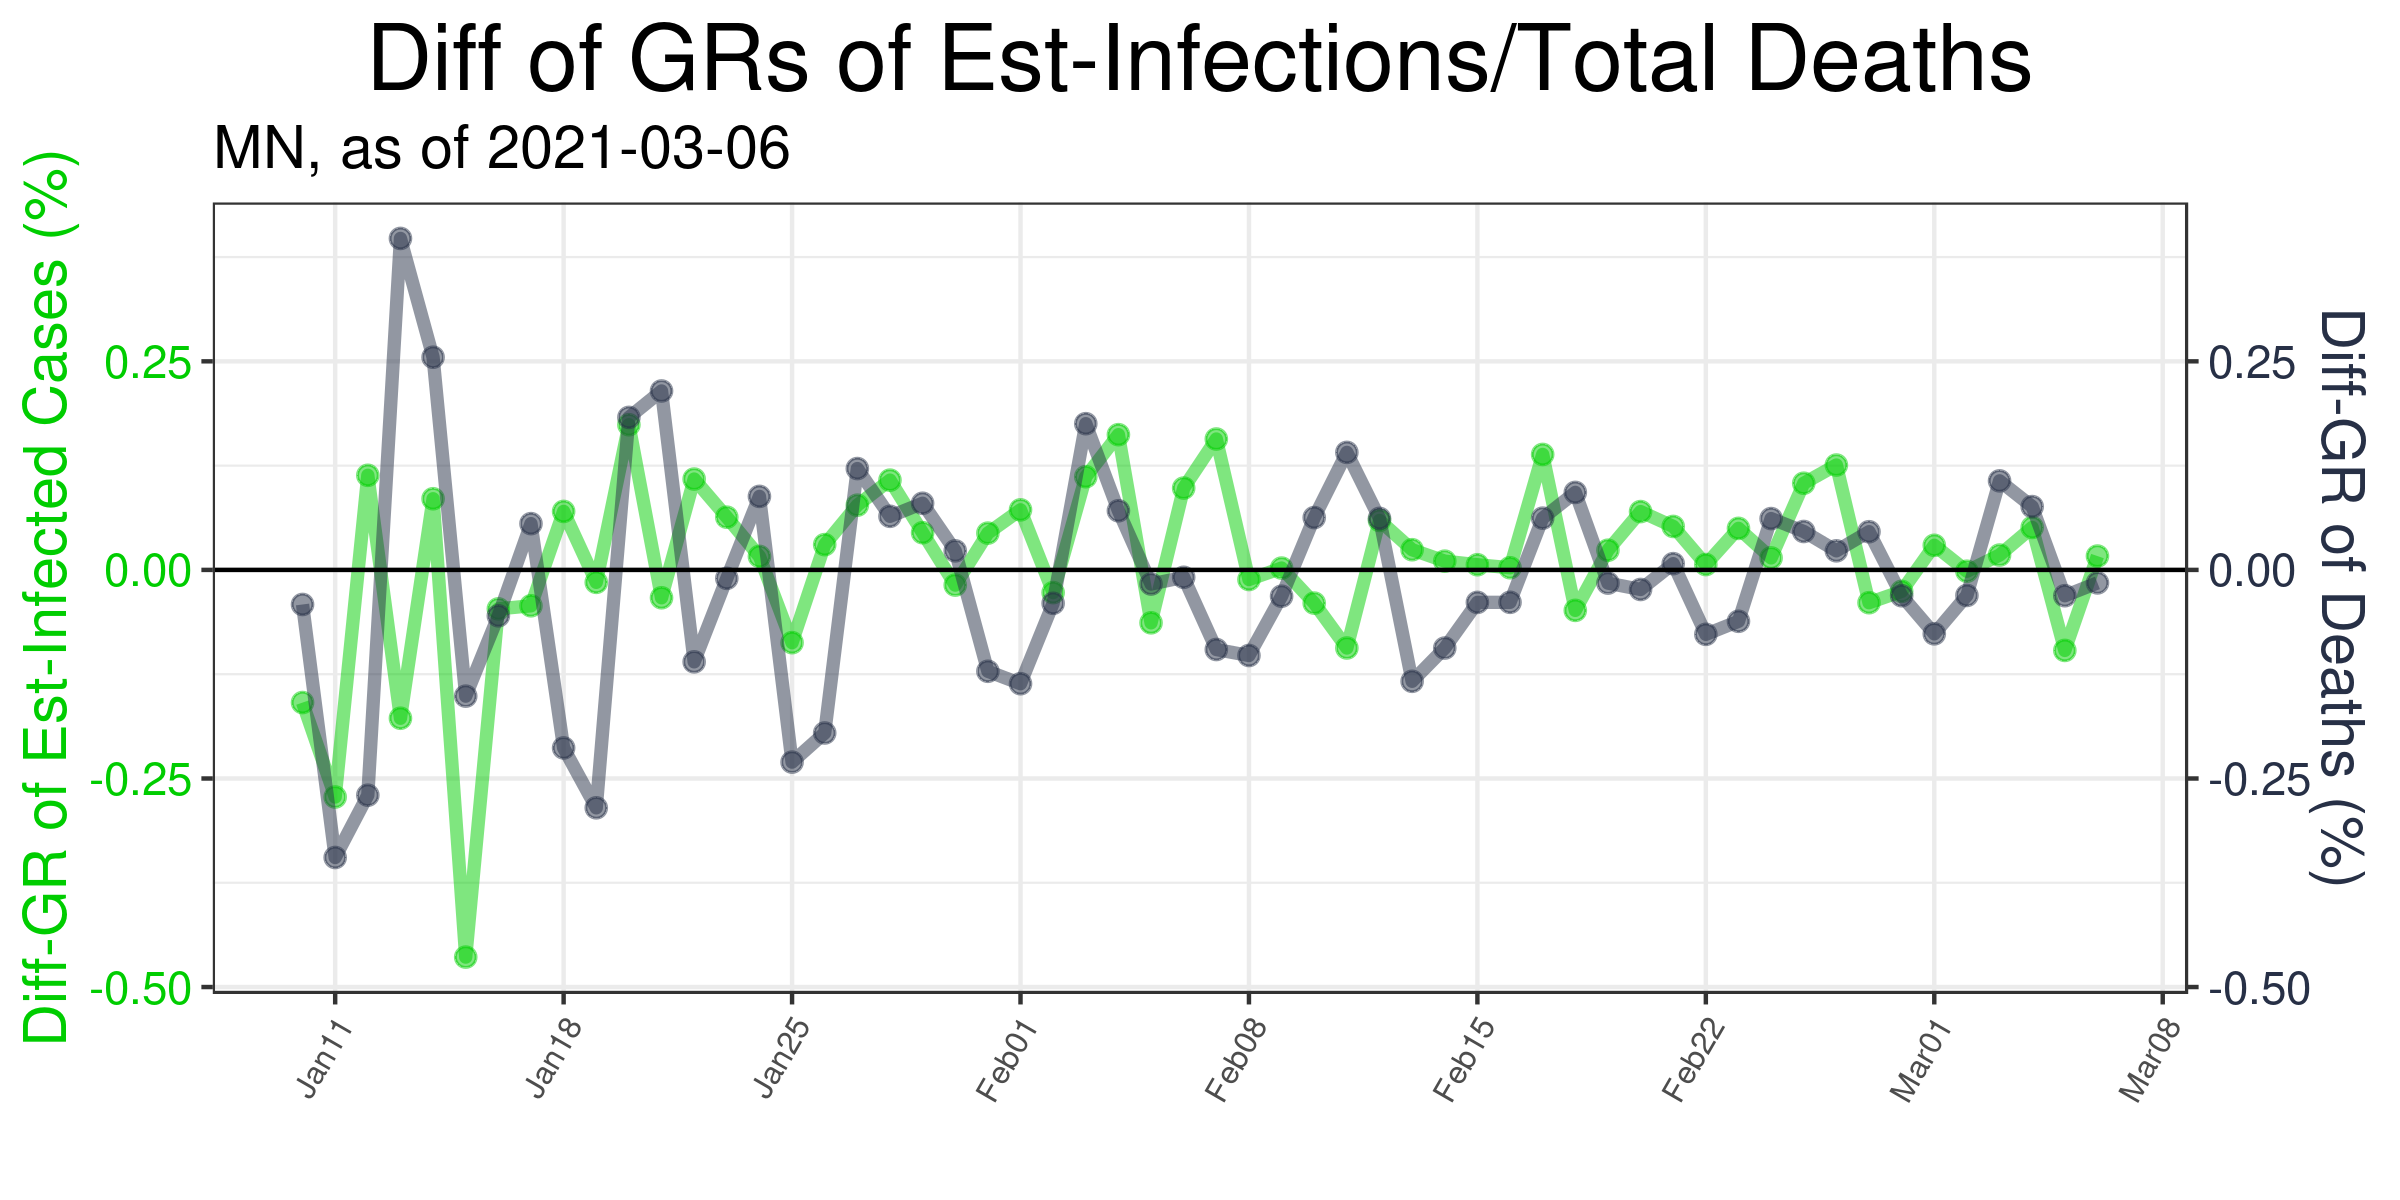 Diff of GRs of Est-Infections/Total Deaths
MN, as of 2021-03-06
Diff-GR of Est-Infected Cases (%)
0.25
0.00
-0.25
-0.50
0.25
0.00
-0.25
-0.50
Diff-GR of Deaths (%)
Jan11
Jan18
Jan25
Feb01
Feb08
Feb15
Feb22
Mar01
Mar08